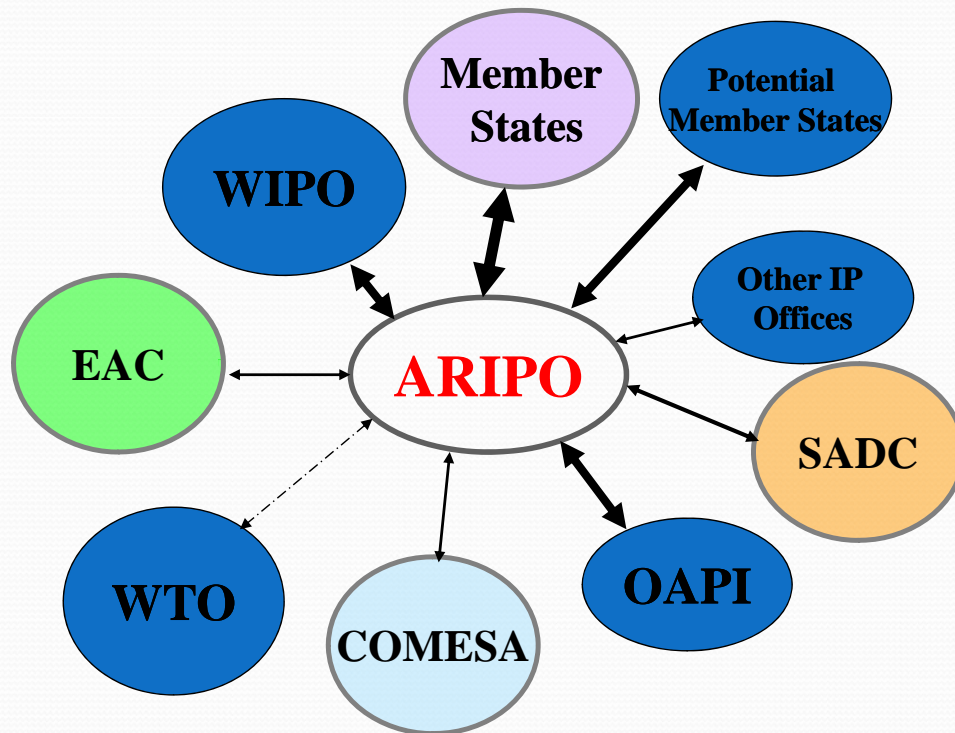 Member
States
Potential
Member States
WIPO
Other IP
Offices
EAC
ARIPO
SADC
WTO
OAPI
COMESA